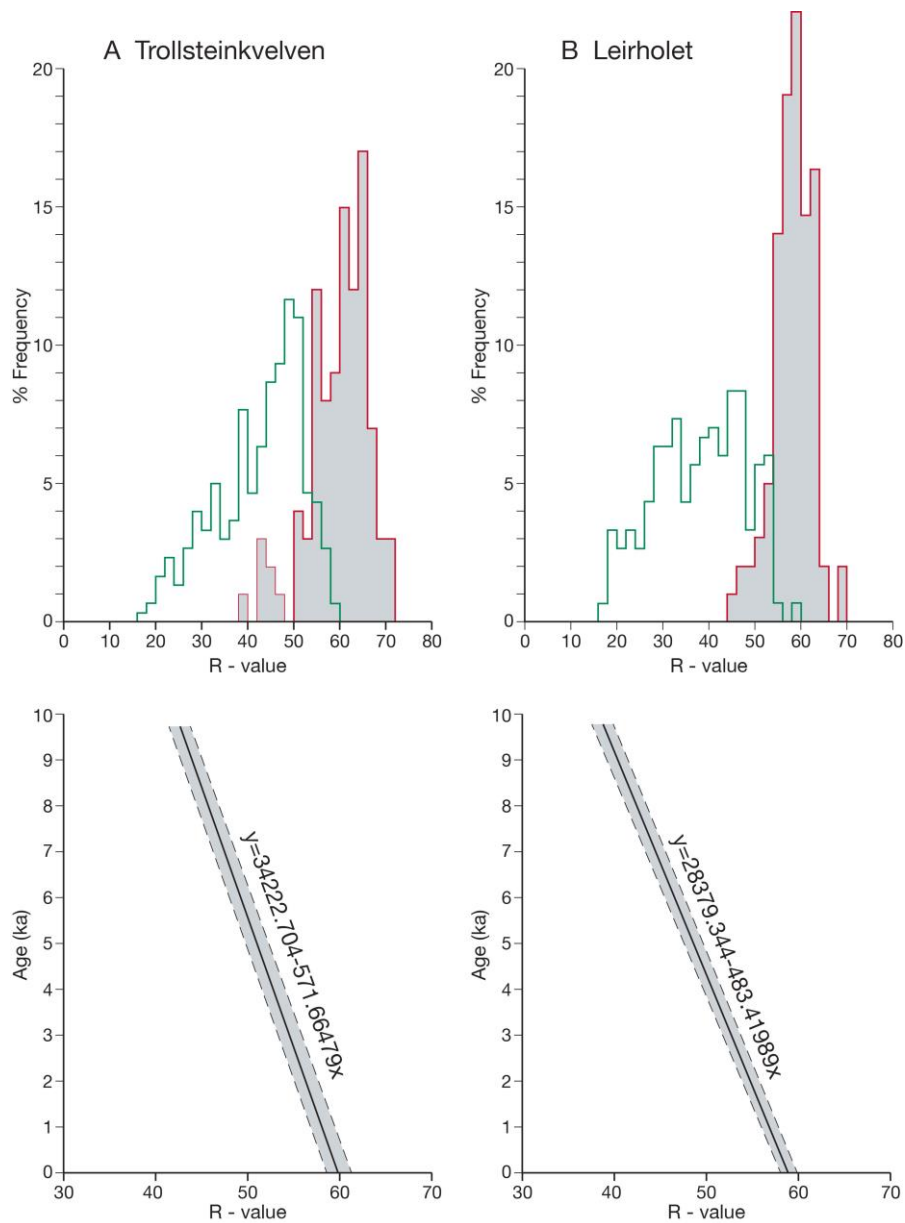 A Trollsteinkvelven
B Leirholet
20
15
10
5
0
% Frequency
0 10 20 30 40 50 60 70 80
R - value
20
15
10
5
0
% Frequency
0 10 20 30 40 50 60 70 80
R - value
10
9
8
7
6
5
4
3
2
1
0
Age (ka)
y=34222.704-571.66479x
30 40 50 60 70
R - value
10
9
8
7
6
5
4
3
2
1
0
Age (ka)
y=28379.344-483.41989x
30 40 50 60 70
R - value